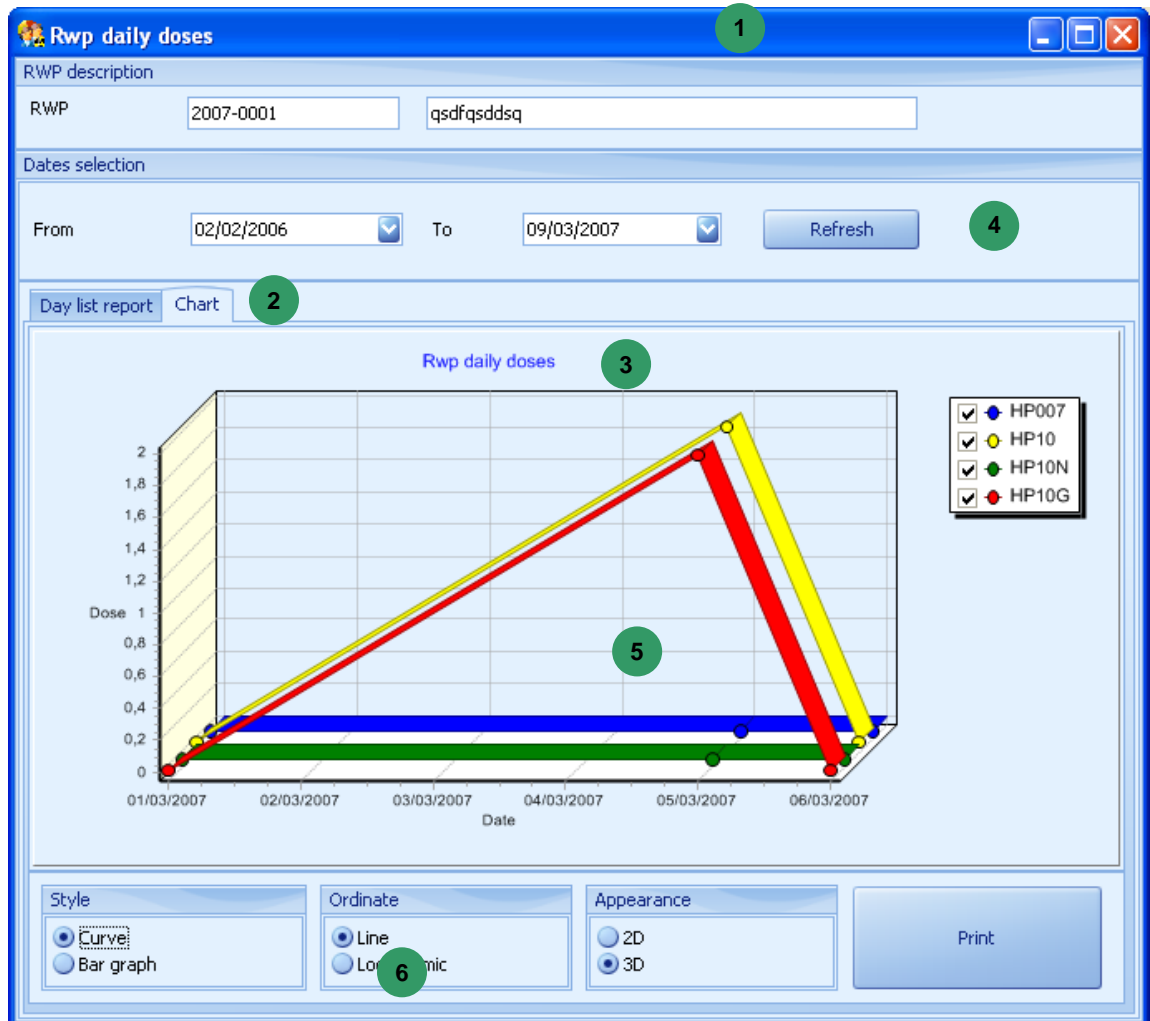 Rwp daily doses
1
RWP description
RWP 2007-0001 qsdfqsddsq
Dates selection
From 02/02/2006 To 09/03/2007 Refresh 4
Day list report Chart 2
Rwp daily doses 3
HP007
HP10
HP10N
HP10G
2
1,8
1,6
1,4
1,2
Dose 1
0,8
0,6
0,4
0,2
0
5
01/03/2007 02/03/2007 03/03/2007 04/03/2007 05/03/2007 06/03/2007
Date
Style Ordinate Appearance
Curve Line 2D Print
Bar graph 6 3D